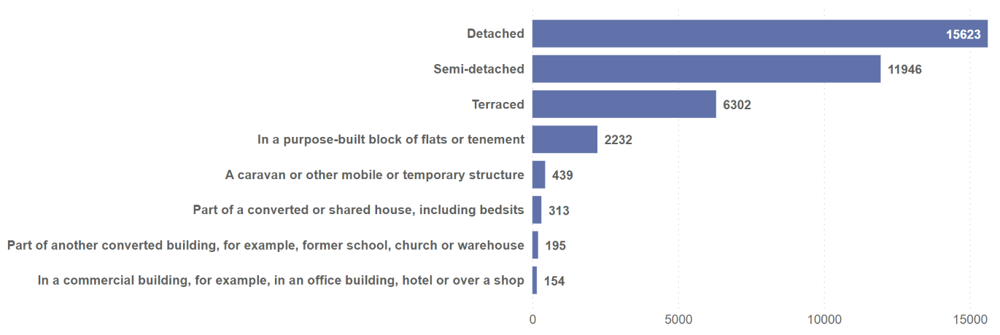 Detached 15623
Semi-detached 11946
Terraced 6302
In a purpose-built block of flats or tenement 2232
A caravan or other mobile or temporary structure 439
Part of a converted or shared house, including bedsits 313
Part of another converted building, for example, former school, church or warehouse 195
In a commercial building, for example, in an office building, hotel or over a shop 154
0 5000 10000 15000